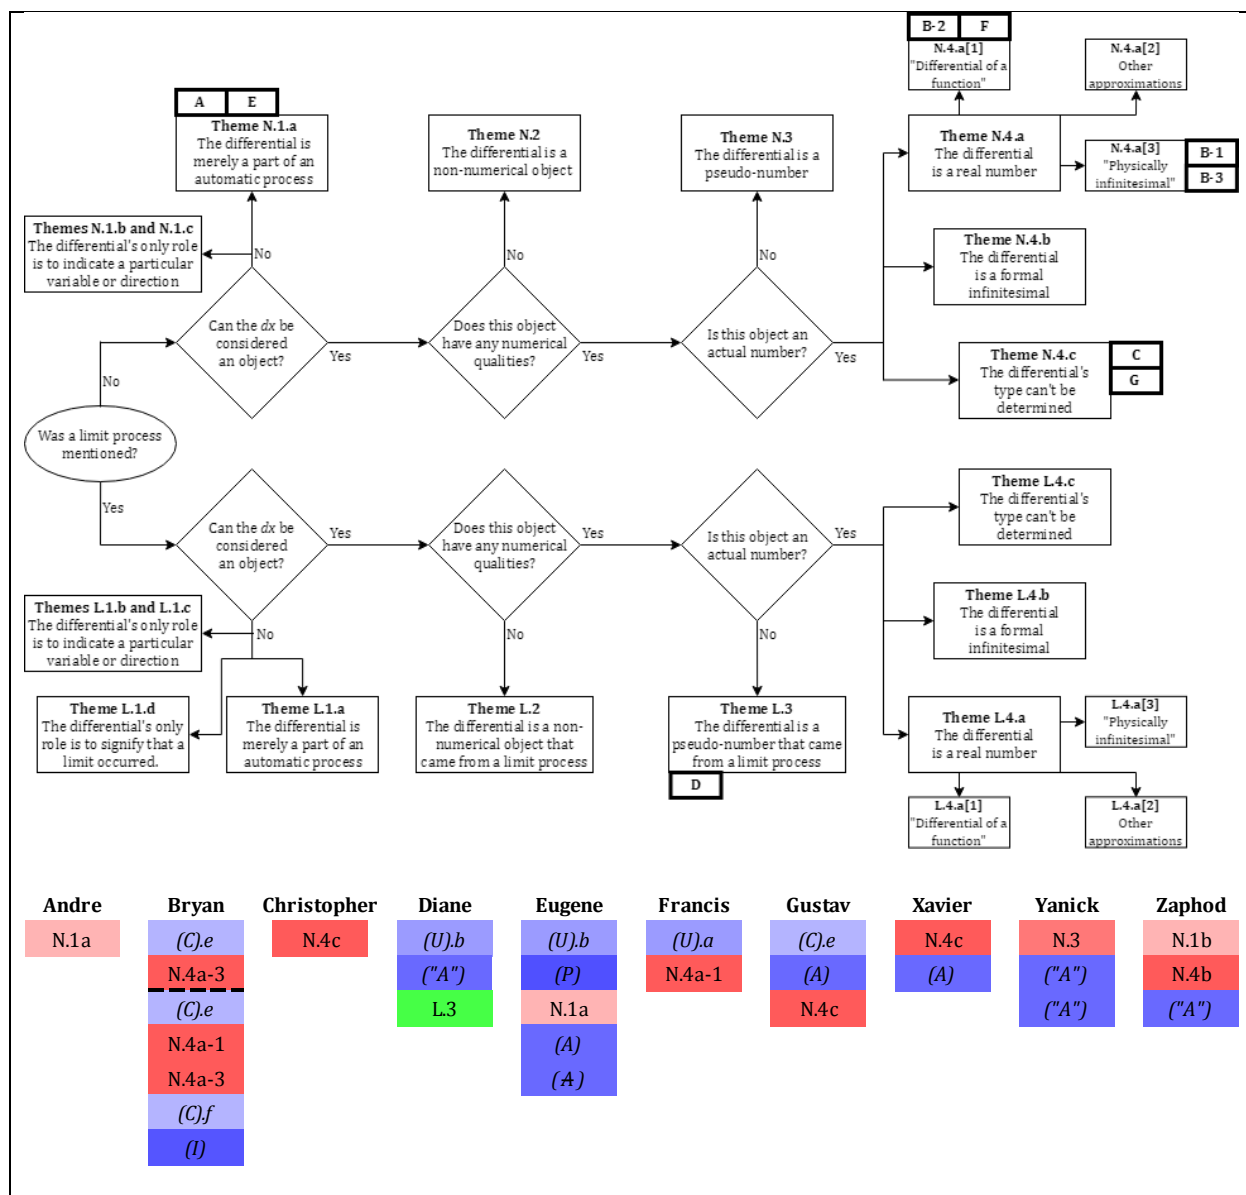 B-2 F
N.4.a[1]
"Differential of a
function"
N.4.a[2]
Other
approximations
A E
Theme N.1.a
The differential is
merely a part of an
automatic process
Theme N.2
The differential is a
non-numerical object
Theme N.3
The differential is a
pseudo-number
Theme N.4.a
The differential
is a real number
N.4.a[3]
"Physically
infinitesimal"
B-1
B-3
Themes N.1.b and N.1.c
The differential's only role
is to indicate a particular
variable or direction
No
No
No
Theme N.4.b
The differential
is a formal
infinitesimal
Can the dx be
considered
an object?
Yes
Does this object
have any numerical
qualities?
Yes
Is this object an
actual number?
Yes
Theme N.4.c
The differential's
type can't be
determined
C
G
No
Was a limit process
mentioned?
Yes
Can the dx be
considered
an object?
Yes
Does this object
have any numerical
qualities?
Yes
Is this object an
actual number?
Yes
Theme L.4.c
The differential's
type can't be
determined
Themes L.1.b and L.1.c
The differential's only role
is to indicate a particular
variable or direction
No
No
No
Theme L.4.b
The differential
is a formal
infinitesimal
Theme L.1.d
The differential's only
role is to signify that a
limit occurred.
Theme L.1.a
The differential is
merely a part of an
automatic process
Theme L.2
The differential is a non-
numerical object that
came from a limit process
Theme L.3
The differential is a
pseudo-number that came
from a limit process
D
Theme L.4.a
The differential
is a real number
L.4.a[3]
"Physically
infinitesimal"
L.4.a[1]
"Differential of a
function"
L.4.a[2]
Other
approximations
Andre Bryan Christopher Diane Eugene Francis Gustav Xavier Yanick Zaphod
N.1a (C).e N.4c (U).b (U).b (U).a (C).e N.4c N.3 N.1b
N.4a-3 ("A") (P) N.4a-1 (A) (A) ("A") N.4b
(C).e L.3 N.1a N.4c ("A") ("A")
N.4a-1 (A)
N.4a-3 (A)
(C).f
(I)